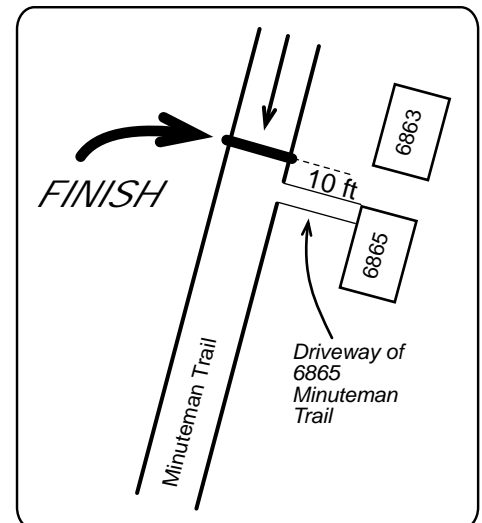 6863
FINISH
10 ft
6865
Driveway of
6865
Minuteman
Trail
Minuteman Trail